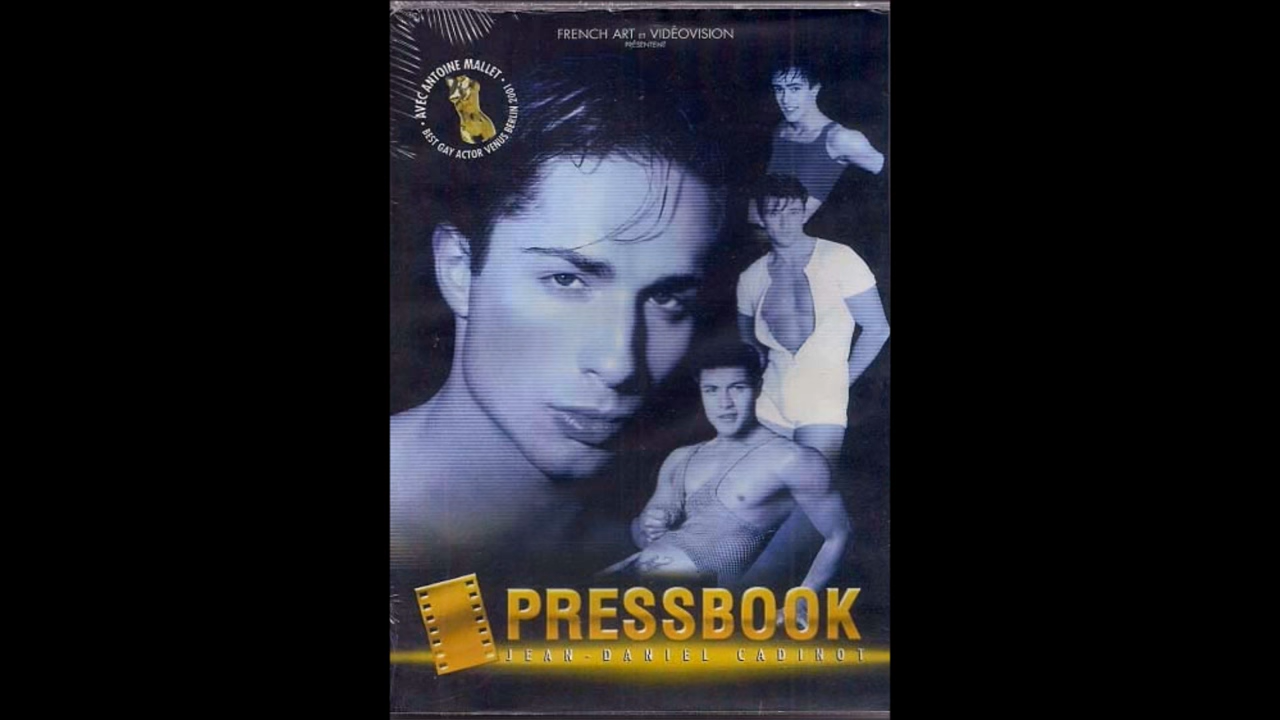 FRENCH ART ET VIDÉOVISION
PRÉSENTENT
• AVEC ANTOINE MALLET •
BEST GAY ACTOR VENUS BERLIN 2001
PRESSBOOK
JEAN-DANIEL CADINOT